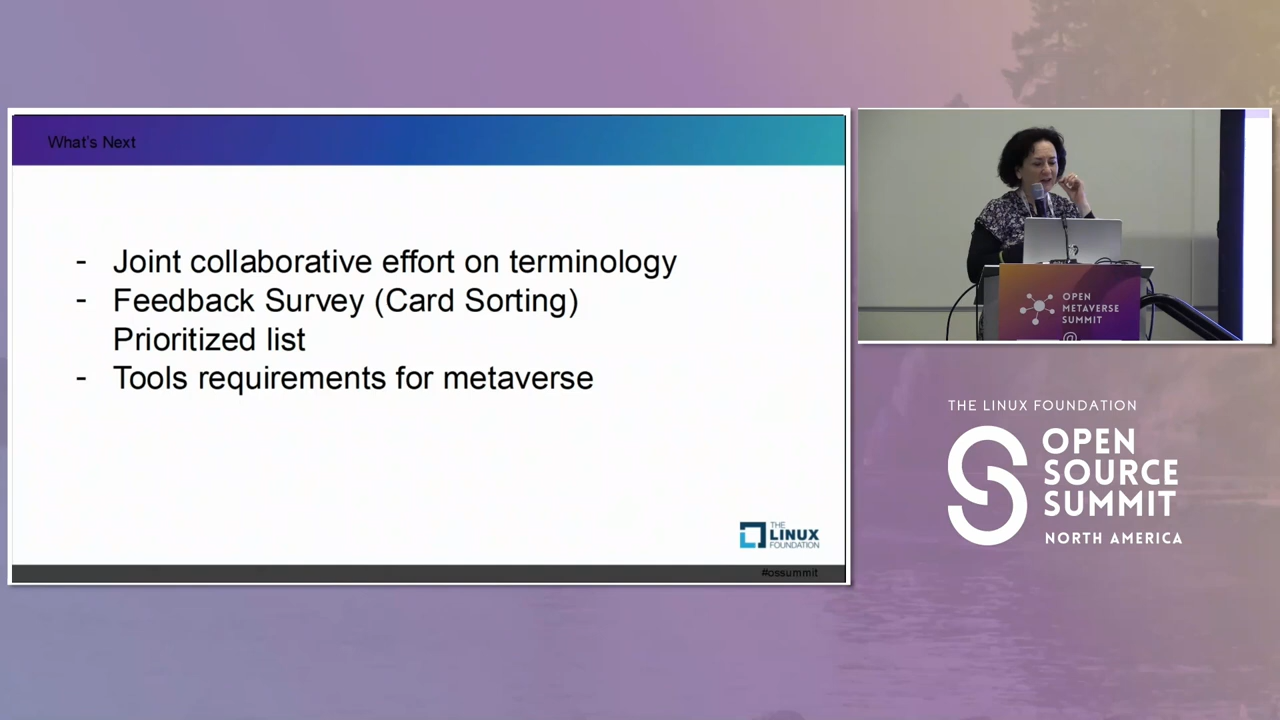 What's Next
- Joint collaborative effort on terminology
- Feedback Survey (Card Sorting)
Prioritized list
- Tools requirements for metaverse
THE
LINUX
FOUNDATION
#ossummit
OPEN
METAVERSE
SUMMIT
@
THE LINUX FOUNDATION
OPEN
SOURCE
SUMMIT
NORTH AMERICA